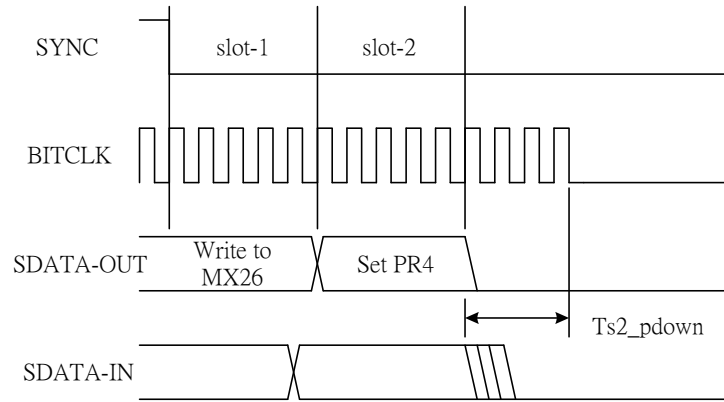 SYNC
slot-1
slot-2
BITCLK
SDATA-OUT
Write to
MX26
Set PR4
Ts2_pdown
SDATA-IN